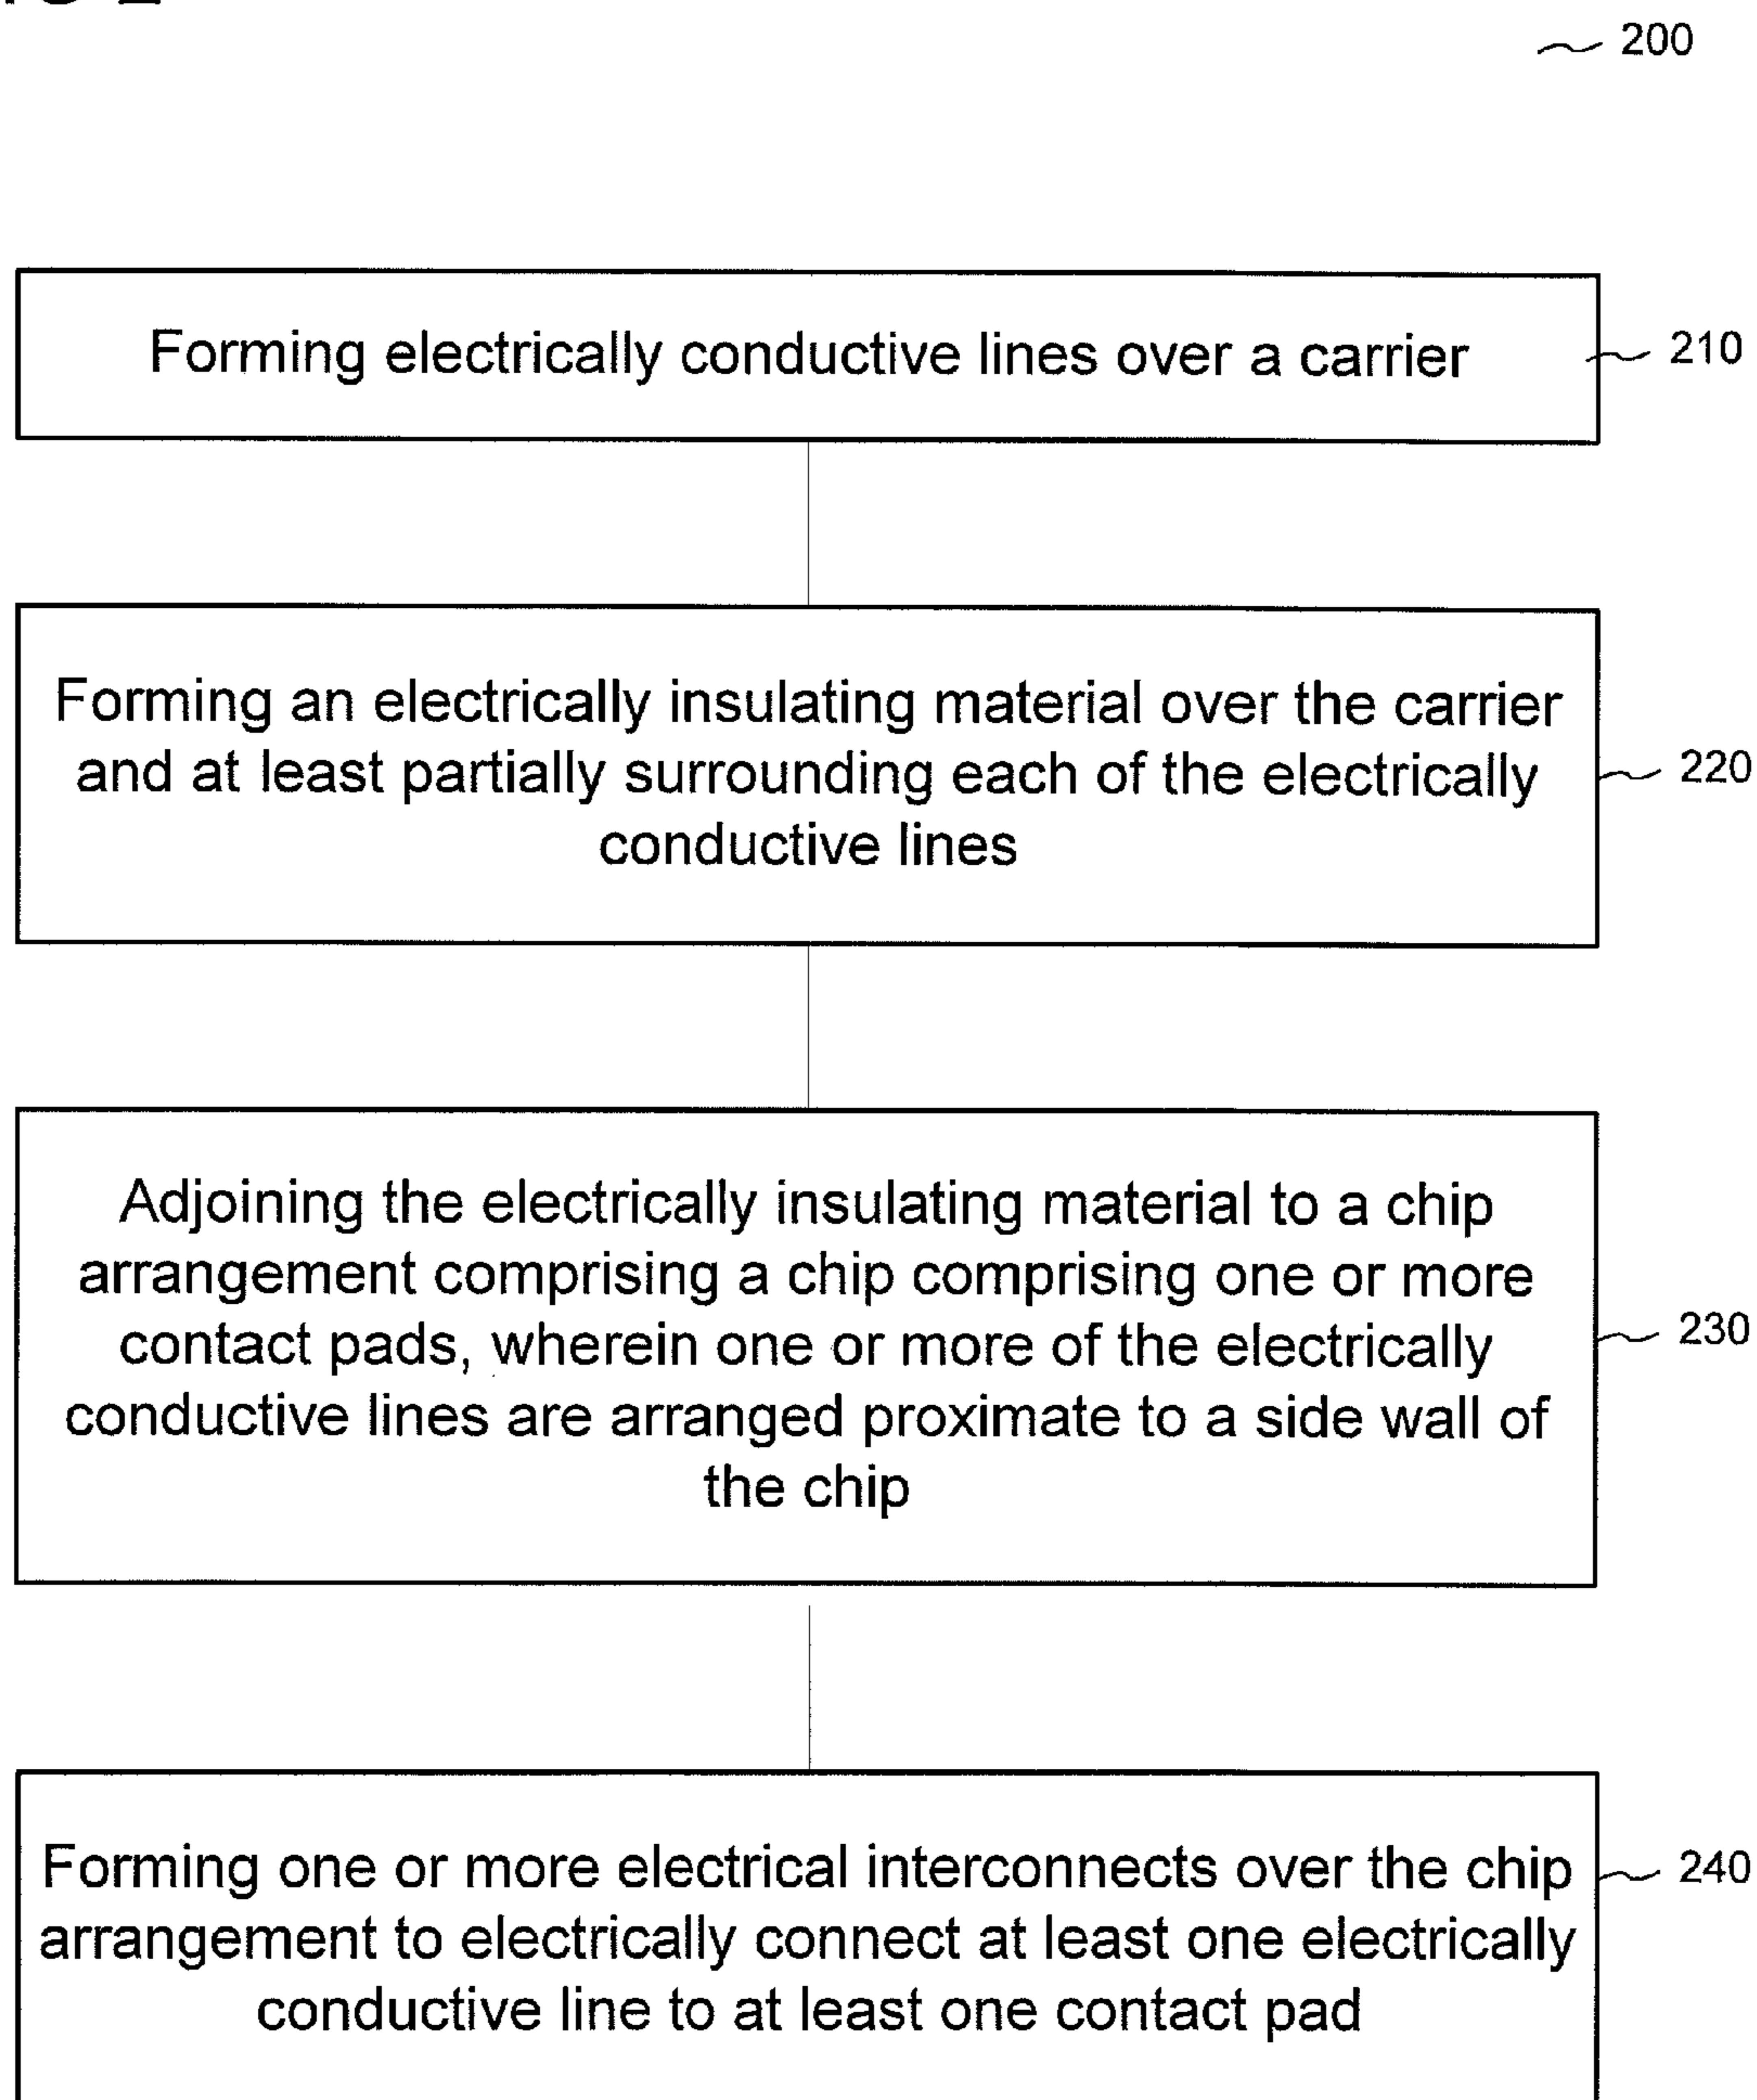 200
Forming electrically conductive lines over a carrier
210
Forming an electrically insulating material over the carrier
and at least partially surrounding each of the electrically
conductive lines
220
Adjoining the electrically insulating material to a chip
arrangement comprising a chip comprising one or more
contact pads, wherein one or more of the electrically
conductive lines are arranged proximate to a side wall of
the chip
230
Forming one or more electrical interconnects over the chip
arrangement to electrically connect at least one electrically
conductive line to at least one contact pad
240